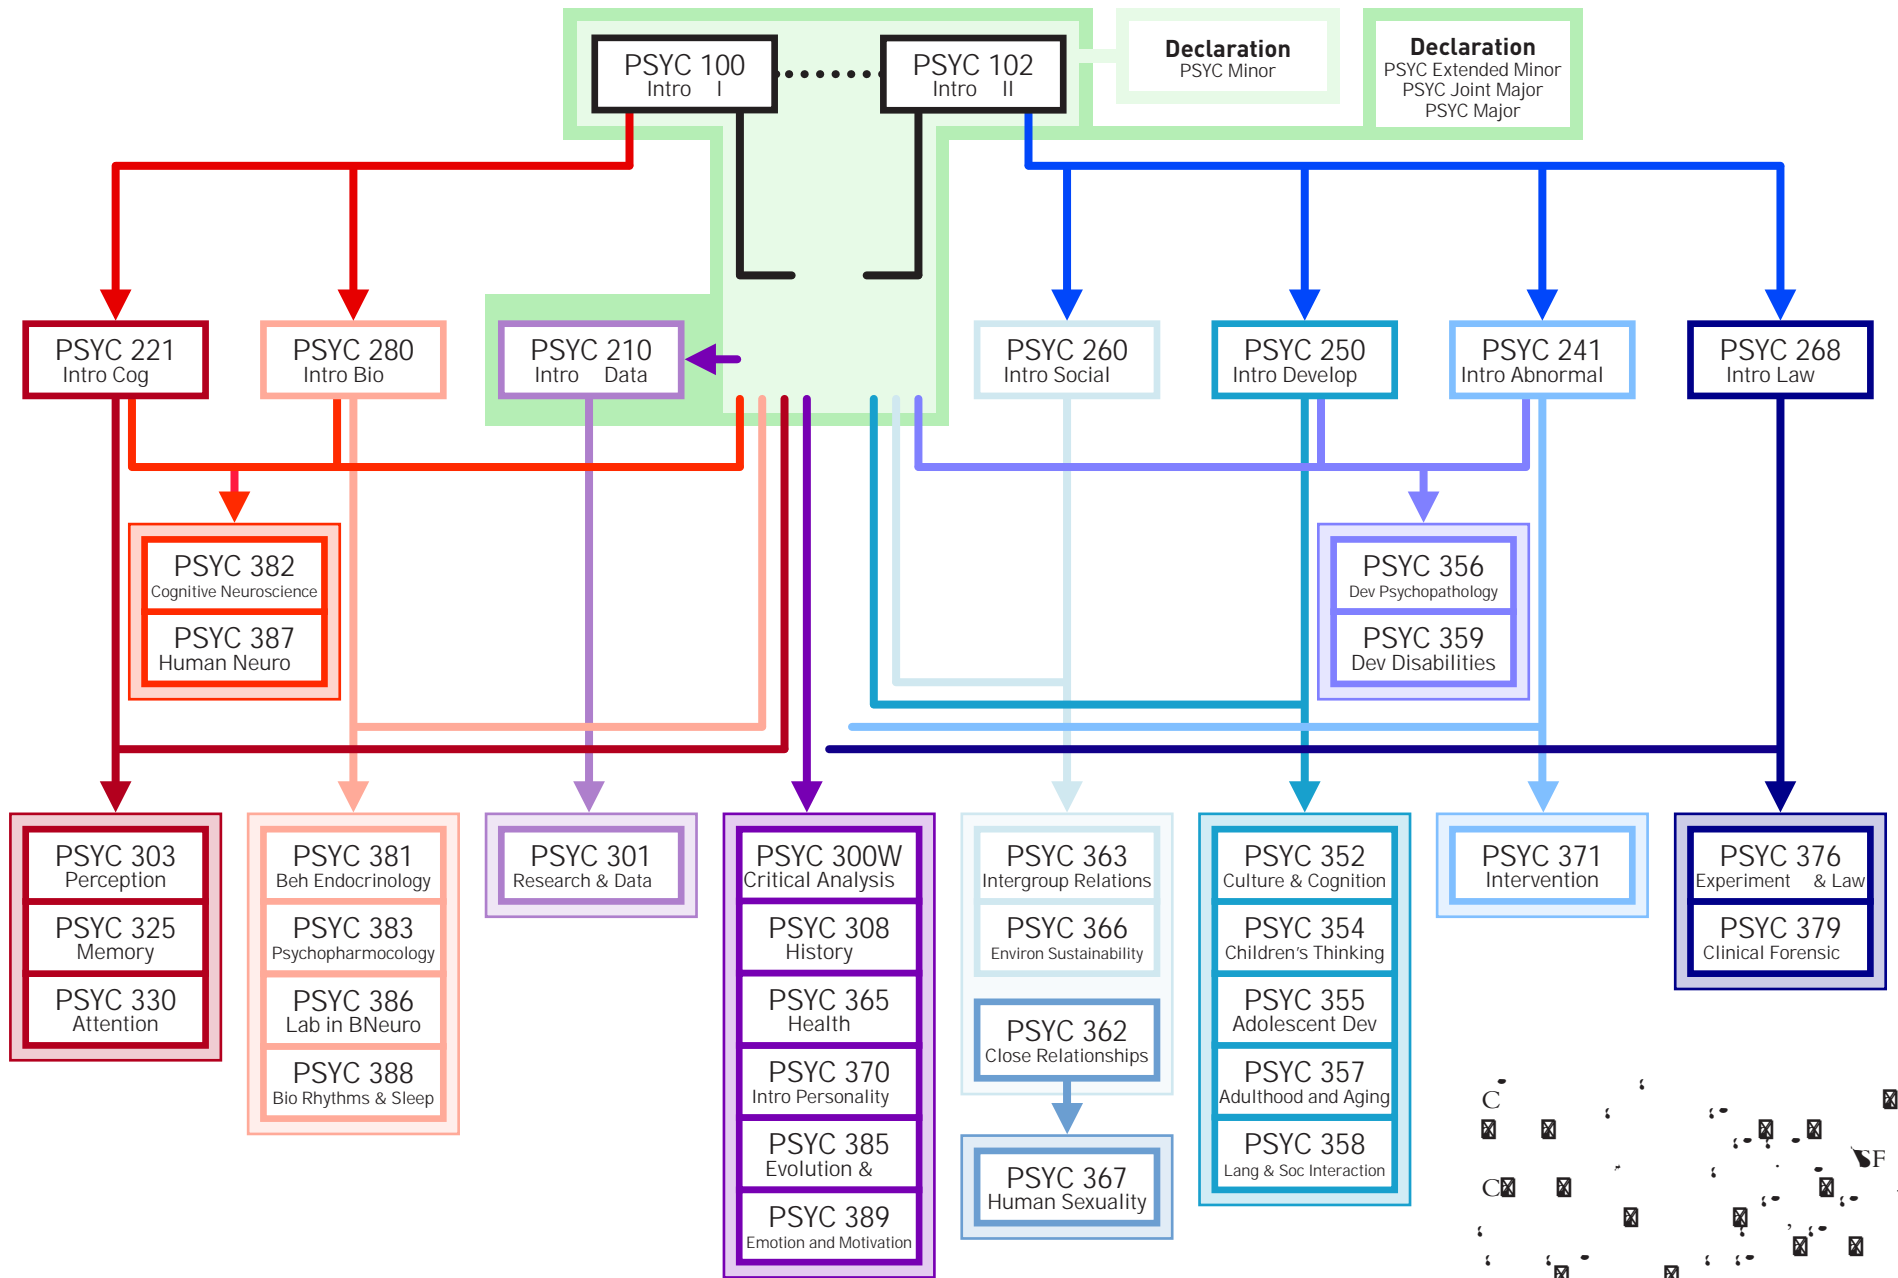 PSYC 100
Intro I
PSYC 102
Intro II
Declaration
PSYC Minor
Declaration
PSYC Extended Minor
PSYC Joint Major
PSYC Major
PSYC 221
Intro Cog
PSYC 280
Intro Bio
PSYC 210
Intro Data
PSYC 260
Intro Social
PSYC 250
Intro Develop
PSYC 241
Intro Abnormal
PSYC 268
Intro Law
PSYC 382
Cognitive Neuroscience
PSYC 387
Human Neuro
PSYC 356
Dev Psychopathology
PSYC 359
Dev Disabilities
PSYC 303
Perception
PSYC 325
Memory
PSYC 330
Attention
PSYC 381
Beh Endocrinology
PSYC 383
Psychopharmocology
PSYC 386
Lab in BNeuro
PSYC 388
Bio Rhythms & Sleep
PSYC 301
Research & Data
PSYC 300W
Critical Analysis
PSYC 308
History
PSYC 365
Health
PSYC 370
Intro Personality
PSYC 385
Evolution &
PSYC 389
Emotion and Motivation
PSYC 363
Intergroup Relations
PSYC 366
Environ Sustainability
PSYC 362
Close Relationships
PSYC 367
Human Sexuality
PSYC 352
Culture & Cognition
PSYC 354
Children's Thinking
PSYC 355
Adolescent Dev
PSYC 357
Adulthood and Aging
PSYC 358
Lang & Soc Interaction
PSYC 371
Intervention
PSYC 376
Experiment & Law
PSYC 379
Clinical Forensic